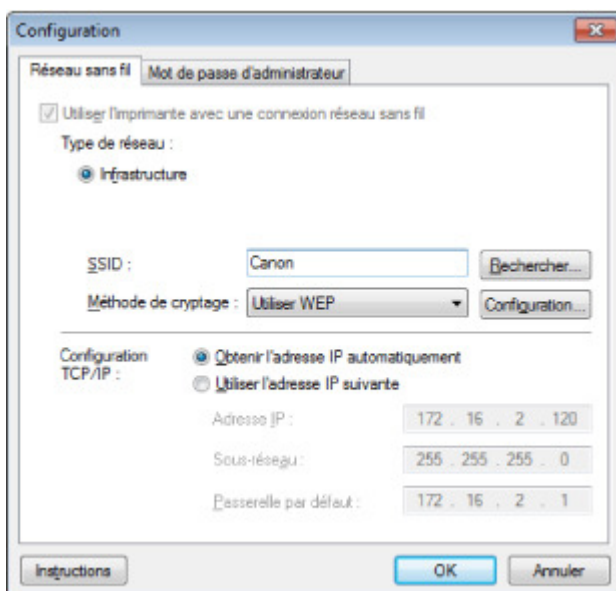 Configuration
Réseau sans fil Mot de passe d'administrateur
Utiliser l'imprimante avec une connexion réseau sans fil
Type de réseau :
Infrastructure
SSID : Canon Rechercher...
Méthode de cryptage : Utiliser WEP Configuration...
Configuration TCP/IP : Obtenir l'adresse IP automatiquement
Utiliser l'adresse IP suivante
Adresse IP : 172 . 16 . 2 . 120
Sous-réseau : 255 . 255 . 255 . 0
Passerelle par défaut : 172 . 16 . 2 . 1
Instructions OK Annuler